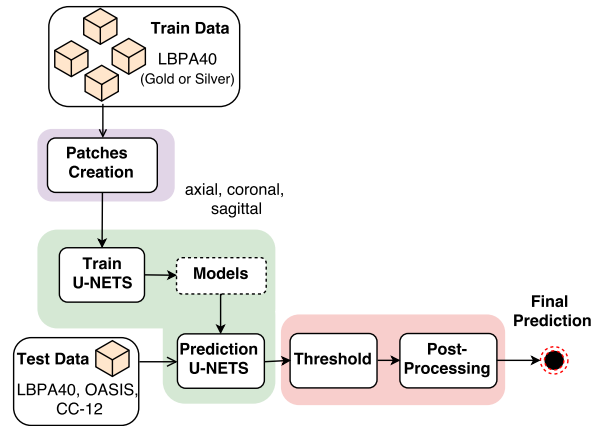 Train Data
LBPA40
(Gold or Silver)
Patches
Creation
axial, coronal,
sagittal
Train
U-NETS
Models
Prediction
U-NETS
Test Data
LBPA40, OASIS,
CC-12
Threshold
Post-
Processing
Final
Prediction